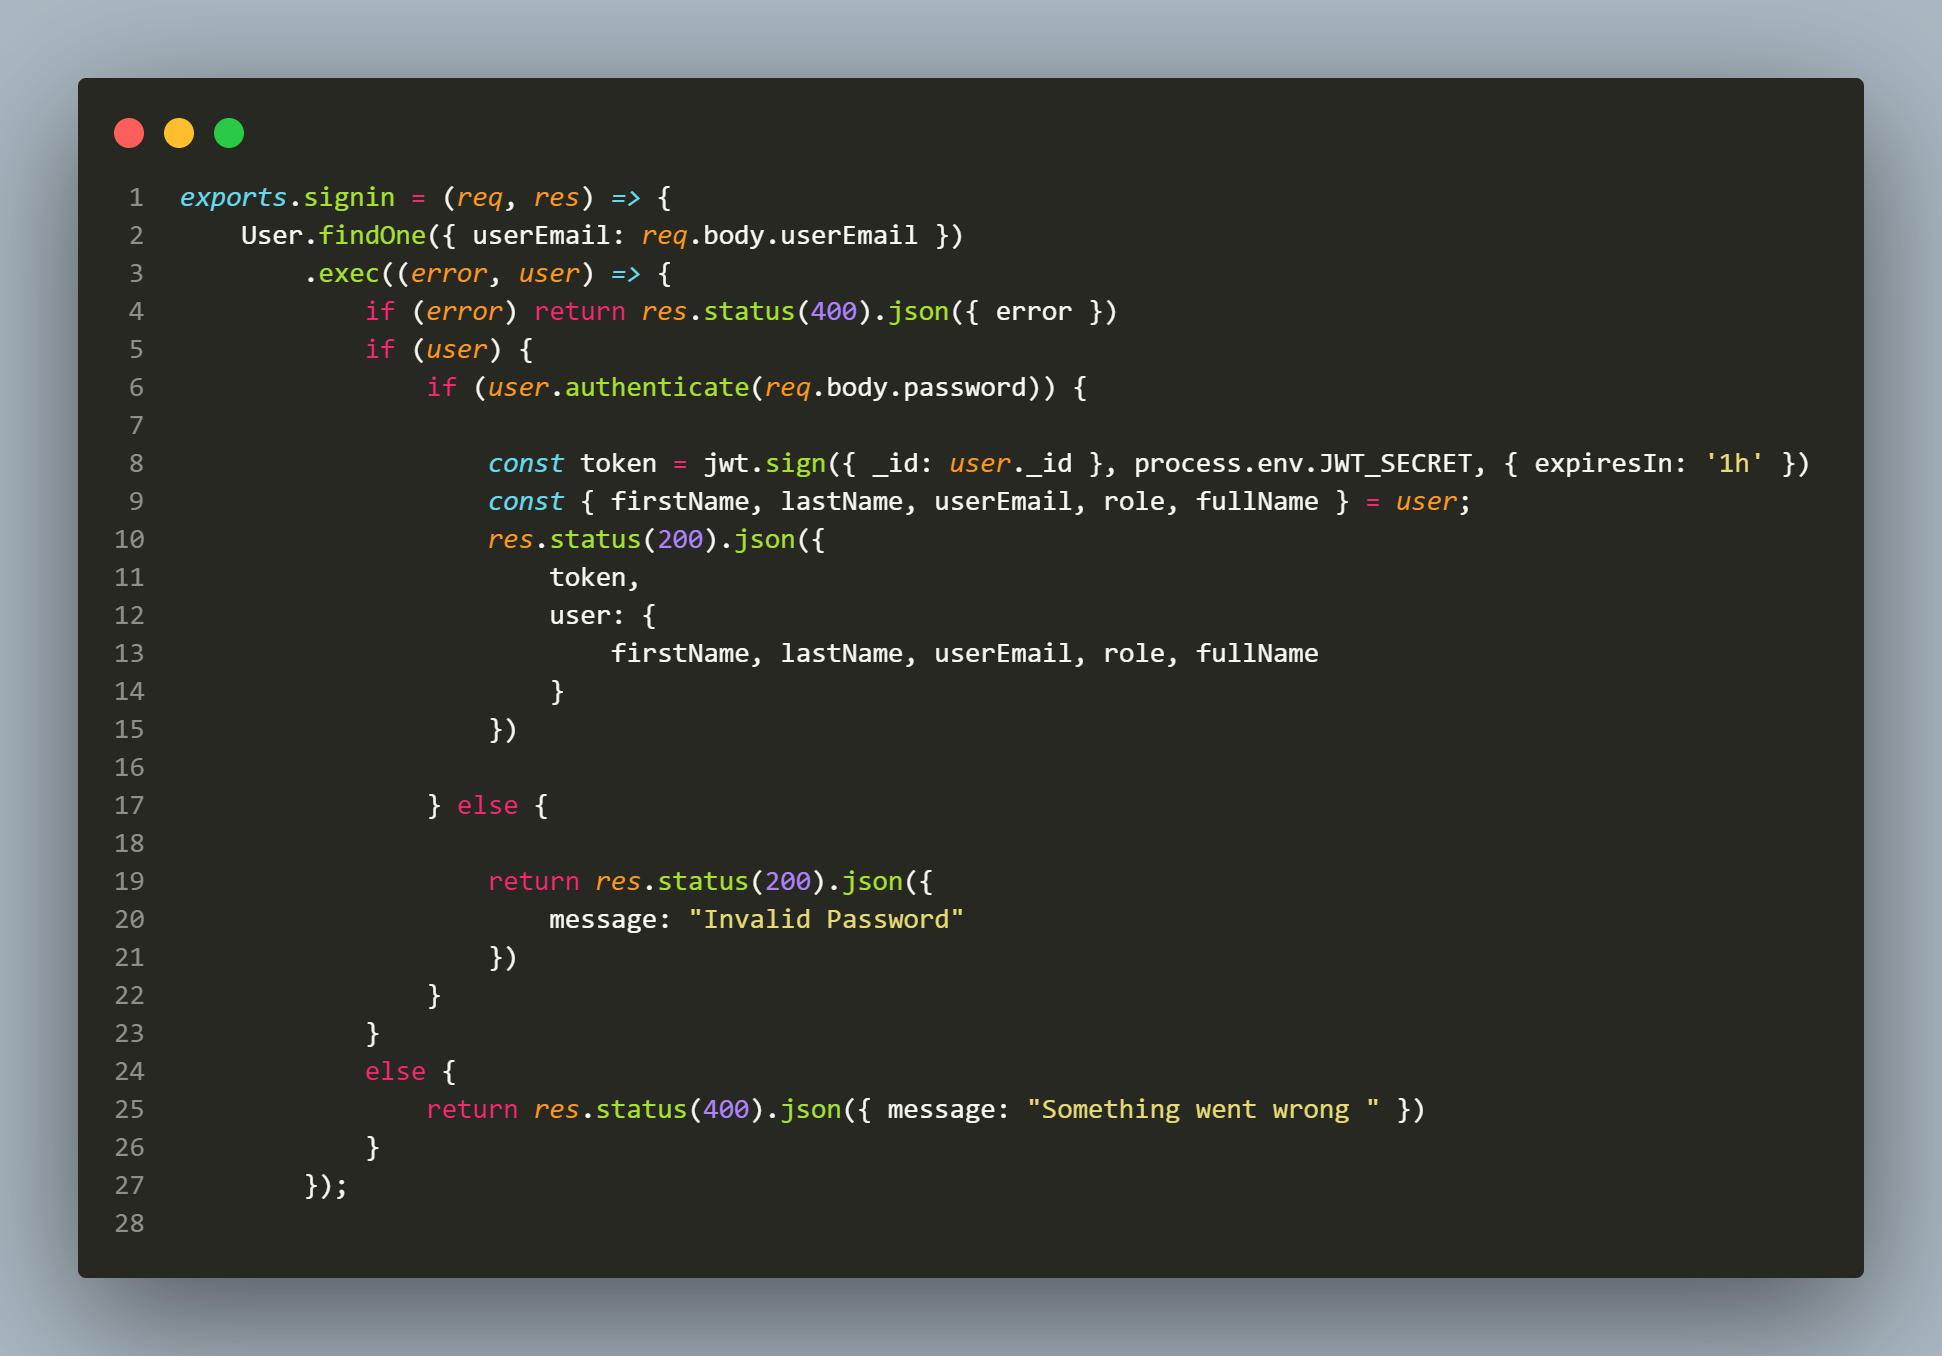 1 exports.signin = (req, res) => {
2     User.findOne({ userEmail: req.body.userEmail })
3         .exec((error, user) => {
4             if (error) return res.status(400).json({ error })
5             if (user) {
6                 if (user.authenticate(req.body.password)) {
7
8                     const token = jwt.sign({ _id: user._id }, process.env.JWT_SECRET, { expiresIn: '1h' })
9                     const { firstName, lastName, userEmail, role, fullName } = user;
10                     res.status(200).json({
11                         token,
12                         user: {
13                             firstName, lastName, userEmail, role, fullName
14                         }
15                     })
16
17                 } else {
18
19                     return res.status(200).json({
20                         message: "Invalid Password"
21                     })
22                 }
23             }
24             else {
25                 return res.status(400).json({ message: "Something went wrong " })
26             }
27         });
28